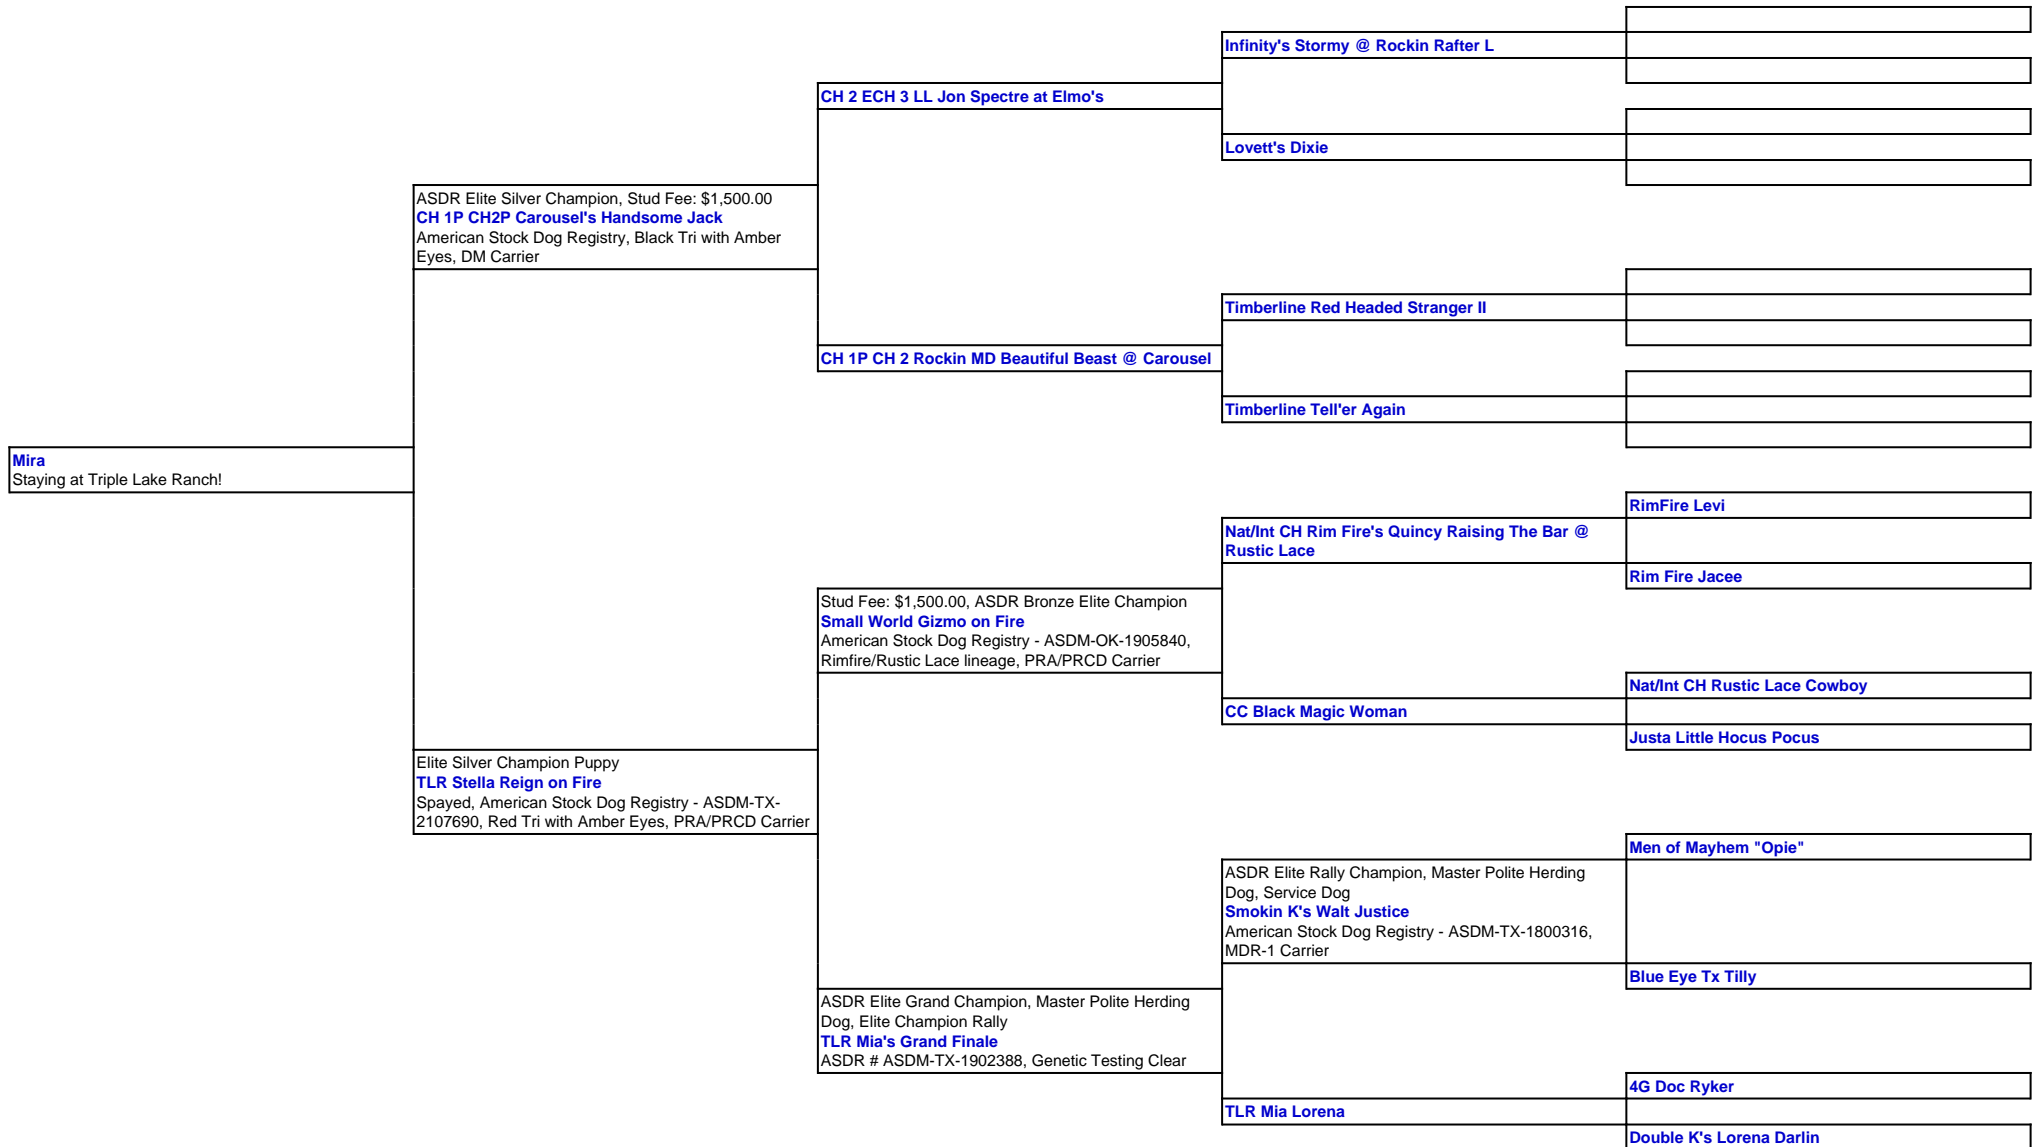 Infinity's Stormy @ Rockin Rafter L
CH 2 ECH 3 LL Jon Spectre at Elmo's
Lovett's Dixie
ASDR Elite Silver Champion, Stud Fee: $1,500.00
CH 1P CH2P Carousel's Handsome Jack
American Stock Dog Registry, Black Tri with Amber
Eyes, DM Carrier
Timberline Red Headed Stranger II
CH 1P CH 2 Rockin MD Beautiful Beast @ Carousel
Timberline Tell'er Again
Mira
Staying at Triple Lake Ranch!
RimFire Levi
Nat/Int CH Rim Fire's Quincy Raising The Bar @
Rustic Lace
Rim Fire Jacee
Stud Fee: $1,500.00, ASDR Bronze Elite Champion
Small World Gizmo on Fire
American Stock Dog Registry - ASDM-OK-1905840,
Rimfire/Rustic Lace lineage, PRA/PRCD Carrier
Nat/Int CH Rustic Lace Cowboy
CC Black Magic Woman
Justa Little Hocus Pocus
Elite Silver Champion Puppy
TLR Stella Reign on Fire
Spayed, American Stock Dog Registry - ASDM-TX-
2107690, Red Tri with Amber Eyes, PRA/PRCD Carrier
Men of Mayhem "Opie"
ASDR Elite Rally Champion, Master Polite Herding
Dog, Service Dog
Smokin K's Walt Justice
American Stock Dog Registry - ASDM-TX-1800316,
MDR-1 Carrier
Blue Eye Tx Tilly
ASDR Elite Grand Champion, Master Polite Herding
Dog, Elite Champion Rally
TLR Mia's Grand Finale
ASDR # ASDM-TX-1902388, Genetic Testing Clear
4G Doc Ryker
TLR Mia Lorena
Double K's Lorena Darlin